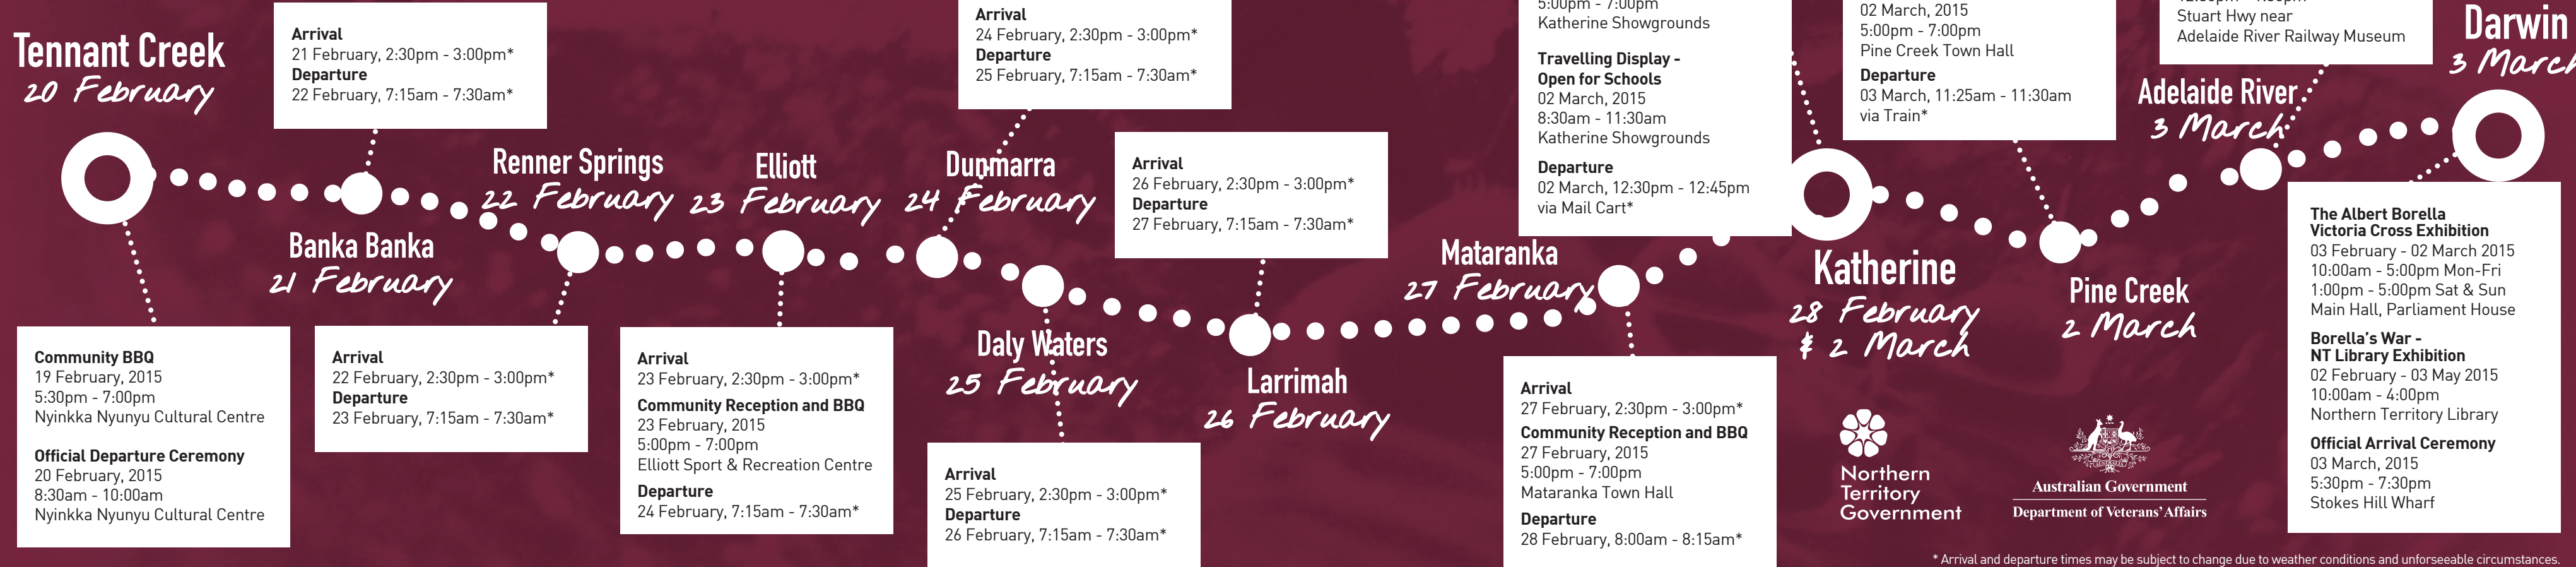 Tennant Creek
20 February
Community BBQ
19 February, 2015
5:30pm - 7:00pm
Nyinkka Nyunyu Cultural Centre
Official Departure Ceremony
20 February, 2015
8:30am - 10:00am
Nyinkka Nyunyu Cultural Centre
Arrival
21 February, 2:30pm - 3:00pm*
Departure
22 February, 7:15am - 7:30am*
Banka Banka
21 February
Renner Springs
22 February
Arrival
22 February, 2:30pm - 3:00pm*
Departure
23 February, 7:15am - 7:30am*
Elliott
23 February
Arrival
23 February, 2:30pm - 3:00pm*
Community Reception and BBQ
23 February, 2015
5:00pm - 7:00pm
Elliott Sport & Recreation Centre
Departure
24 February, 7:15am - 7:30am*
Arrival
24 February, 2:30pm - 3:00pm*
Departure
25 February, 7:15am - 7:30am*
Dunmarra
24 February
Daly Waters
25 February
Arrival
25 February, 2:30pm - 3:00pm*
Departure
26 February, 7:15am - 7:30am*
Arrival
26 February, 2:30pm - 3:00pm*
Departure
27 February, 7:15am - 7:30am*
Larrimah
26 February
Mataranka
27 February
Arrival
27 February, 2:30pm - 3:00pm*
Community Reception and BBQ
27 February, 2015
5:00pm - 7:00pm
Mataranka Town Hall
Departure
28 February, 8:00am - 8:15am*
5:00pm - 7:00pm
Katherine Showgrounds
Travelling Display -
Open for Schools
02 March, 2015
8:30am - 11:30am
Katherine Showgrounds
Departure
02 March, 12:30pm - 12:45pm
via Mail Cart*
Katherine
28 February
& 2 March
02 March, 2015
5:00pm - 7:00pm
Pine Creek Town Hall
Departure
03 March, 11:25am - 11:30am
via Train*
Pine Creek
2 March
Stuart Hwy near
Adelaide River Railway Museum
Adelaide River
3 March
Darwin
3 March
The Albert Borella
Victoria Cross Exhibition
03 February - 02 March 2015
10:00am - 5:00pm Mon-Fri
1:00pm - 5:00pm Sat & Sun
Main Hall, Parliament House
Borella's War -
NT Library Exhibition
02 February - 03 May 2015
10:00am - 4:00pm
Northern Territory Library
Official Arrival Ceremony
03 March, 2015
5:30pm - 7:30pm
Stokes Hill Wharf
Northern
Territory
Government
Australian Government
Department of Veterans' Affairs
* Arrival and departure times may be subject to change due to weather conditions and unforseeable circumstances.